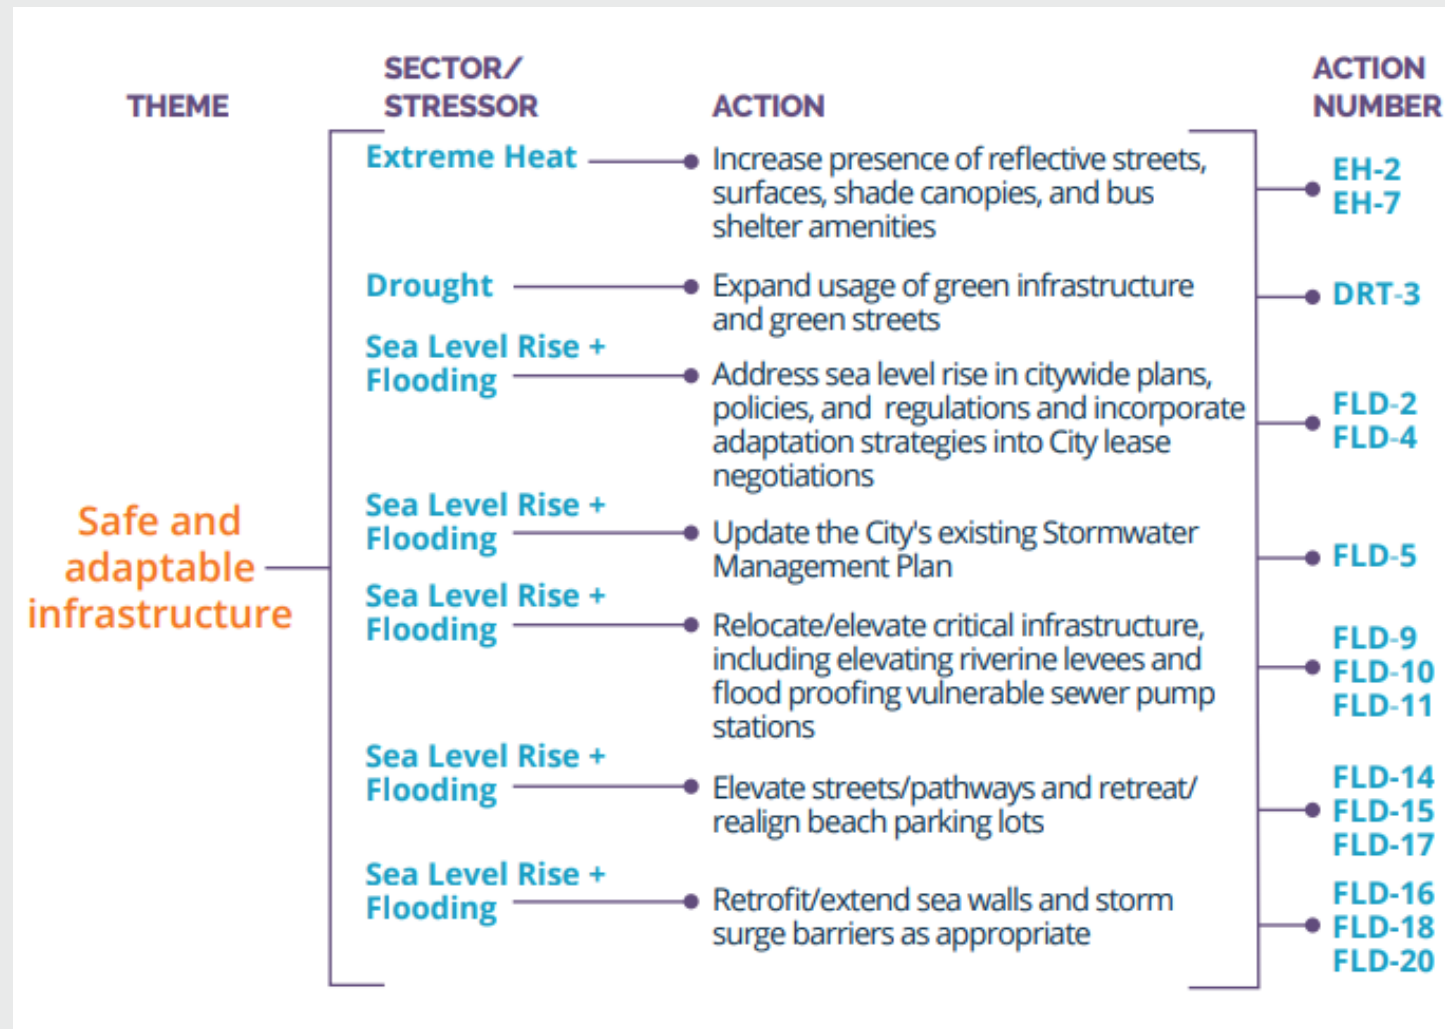 THEME
SECTOR/
STRESSOR
ACTION
ACTION
NUMBER
Safe and
adaptable
infrastructure
Extreme Heat
Increase presence of reflective streets,
surfaces, shade canopies, and bus
shelter amenities
EH-2
EH-7
Drought
Expand usage of green infrastructure
and green streets
DRT-3
Sea Level Rise +
Flooding
Address sea level rise in citywide plans,
policies, and regulations and incorporate
adaptation strategies into City lease
negotiations
FLD-2
FLD-4
Sea Level Rise +
Flooding
Update the City's existing Stormwater
Management Plan
FLD-5
Sea Level Rise +
Flooding
Relocate/elevate critical infrastructure,
including elevating riverine levees and
flood proofing vulnerable sewer pump
stations
FLD-9
FLD-10
FLD-11
Sea Level Rise +
Flooding
Elevate streets/pathways and retreat/
realign beach parking lots
FLD-14
FLD-15
FLD-17
Sea Level Rise +
Flooding
Retrofit/extend sea walls and storm
surge barriers as appropriate
FLD-16
FLD-18
FLD-20